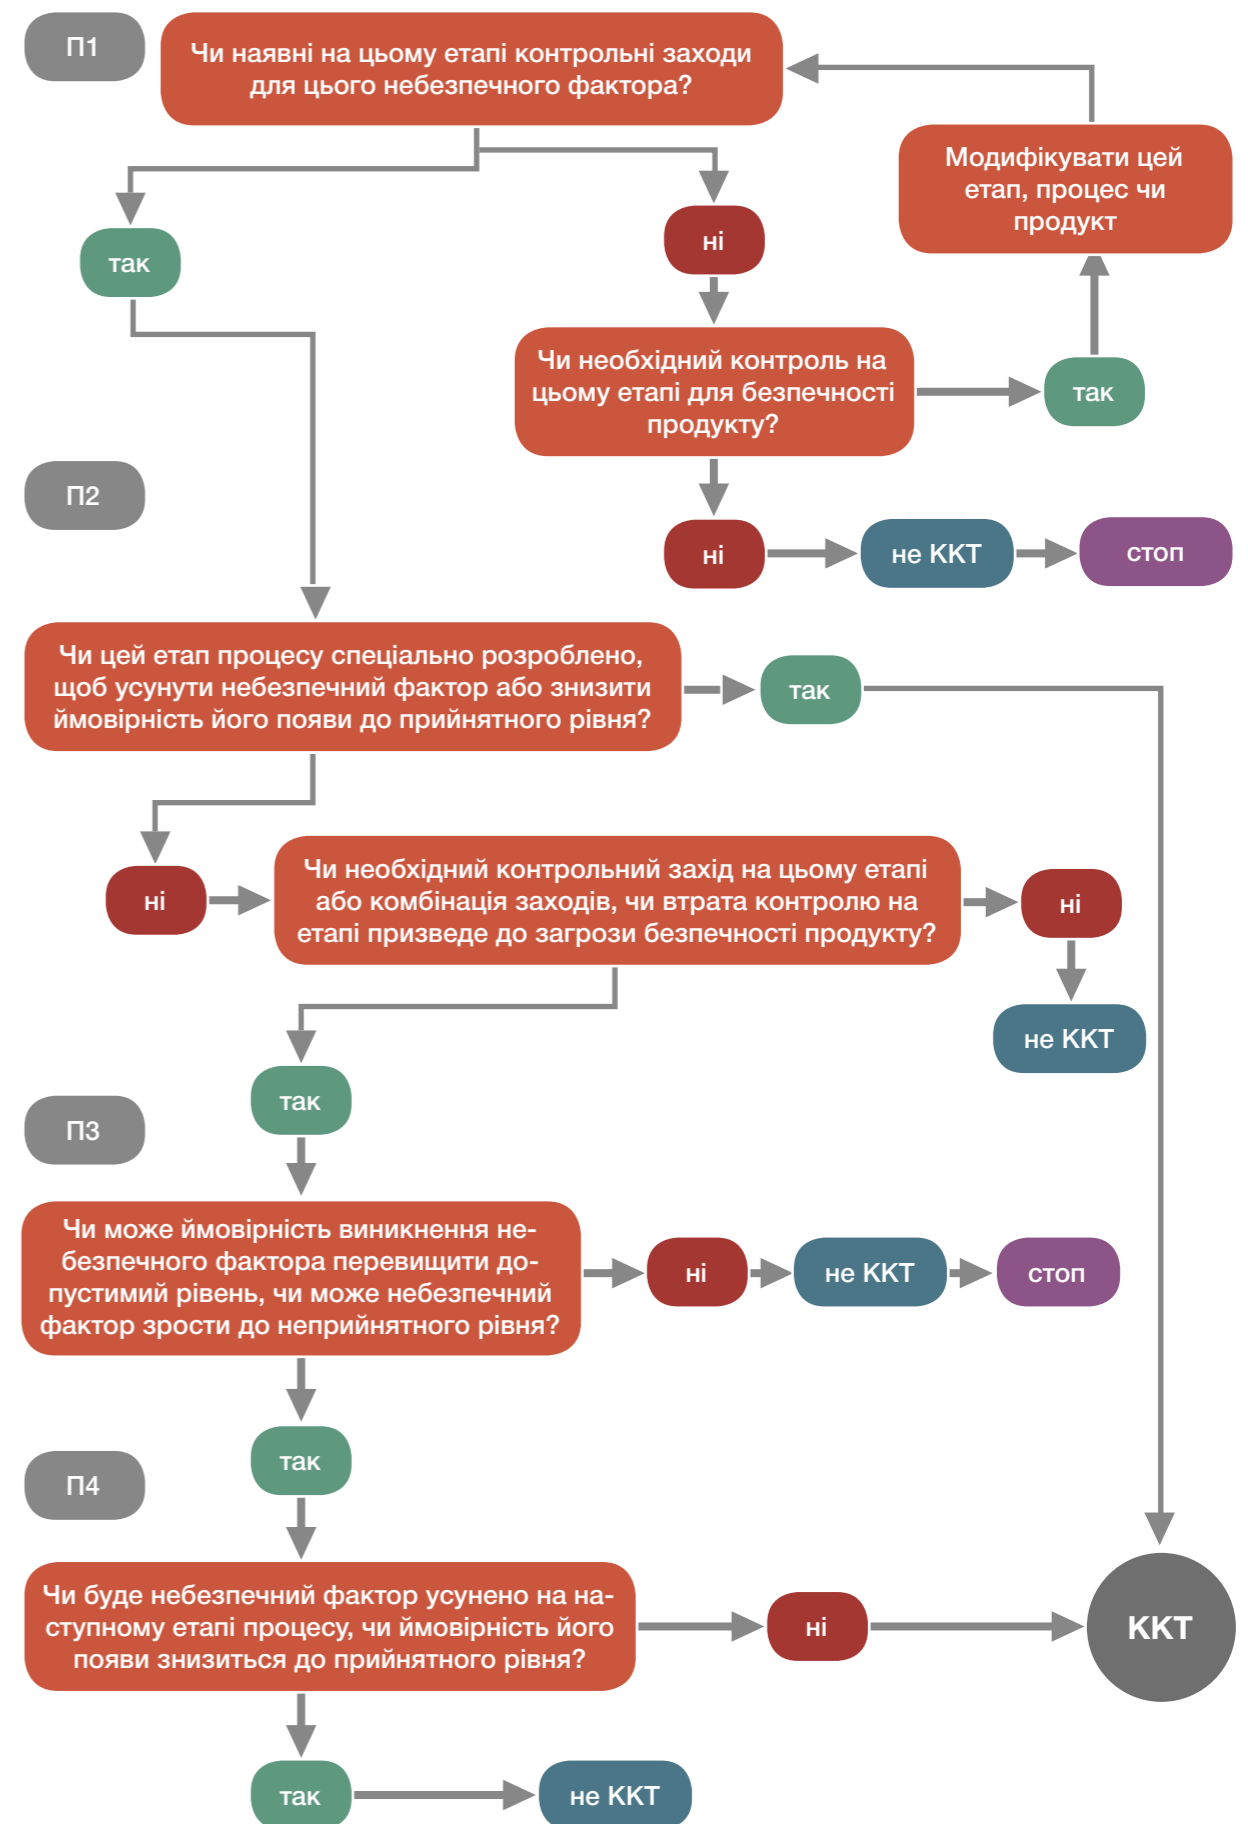 П1
Чи наявні на цьому етапі контрольні заходи
для цього небезпечного фактора?
Модифікувати цей
етап, процес чи
продукт
так
ні
Чи необхідний контроль на
цьому етапі для безпечності
продукту?
так
П2
ні
не ККТ
стоп
Чи цей етап процесу спеціально розроблено,
щоб усунути небезпечний фактор або знизити
ймовірність його появи до прийнятного рівня?
так
ні
Чи необхідний контрольний захід на цьому етапі
або комбінація заходів, чи втрата контролю на
етапі призведе до загрози безпечності продукту?
ні
не ККТ
так
П3
Чи може ймовірність виникнення не-
безпечного фактора перевищити до-
пустимий рівень, чи може небезпечний
фактор зрости до неприйнятного рівня?
ні
не ККТ
стоп
так
П4
Чи буде небезпечний фактор усунено на на-
ступному етапі процесу, чи ймовірність його
появи знизиться до прийнятного рівня?
ні
ККТ
так
не ККТ